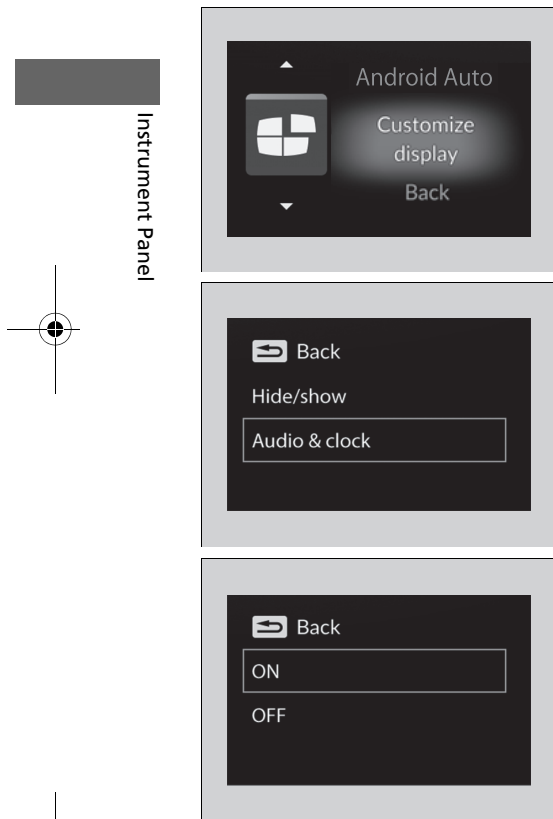 Instrument Panel
Android Auto
Customize
display
Back
Back
Hide/show
Audio & clock
Back
ON
OFF